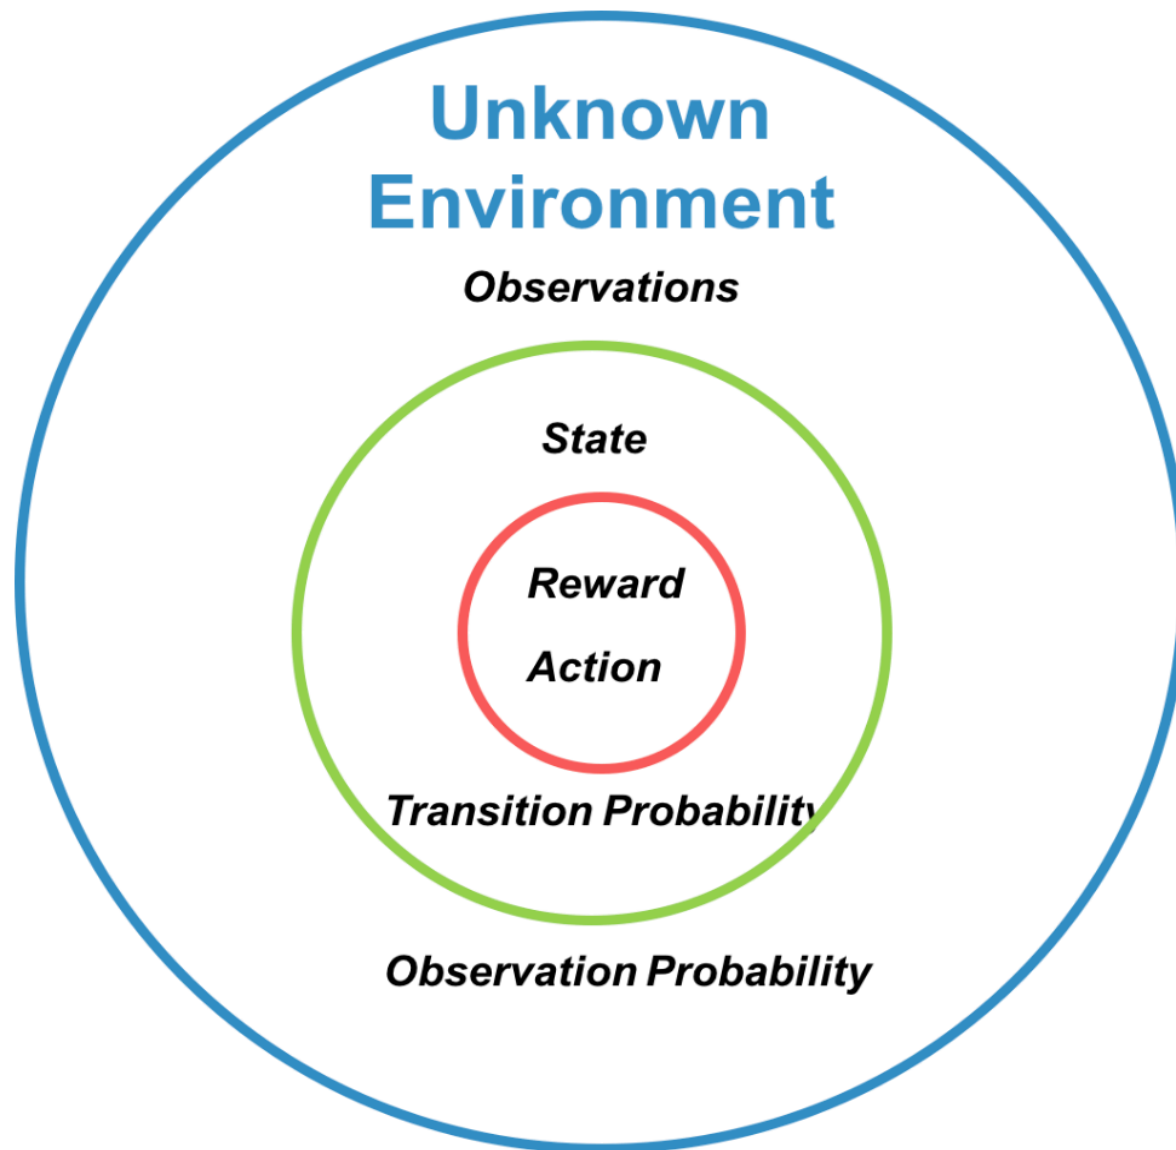 Unknown
Environment
Observations
State
Reward
Action
Transition Probability
Observation Probability